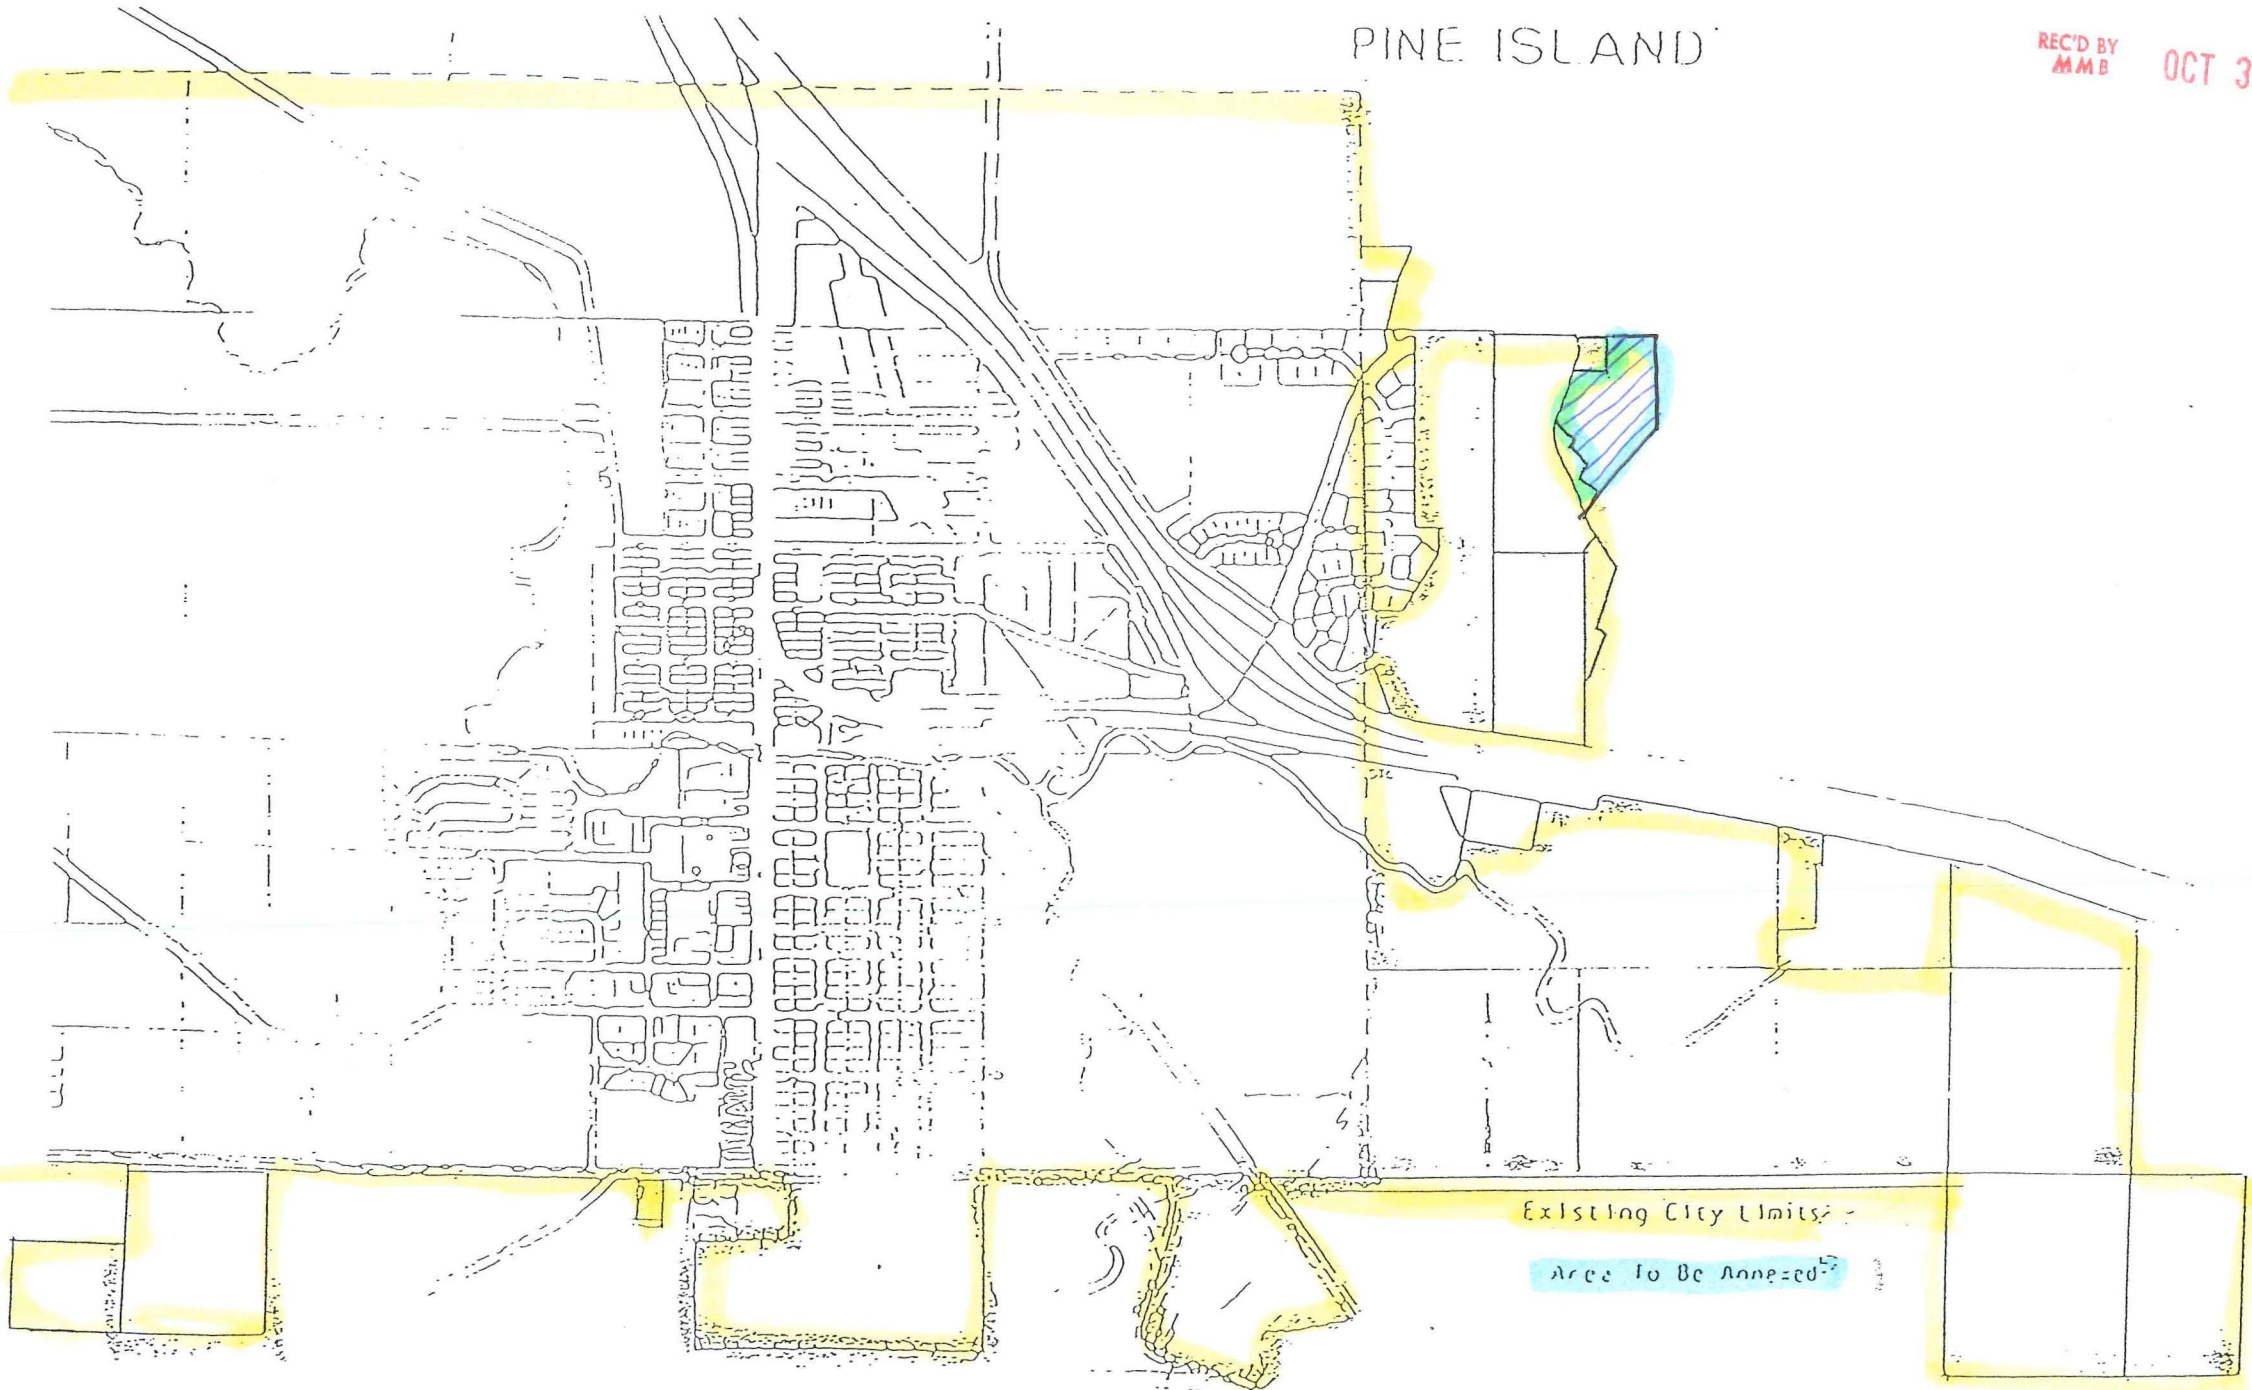 PINE ISLAND
REC'D BY
MMB
OCT 3
Existing City Limits
Area To Be Annexed